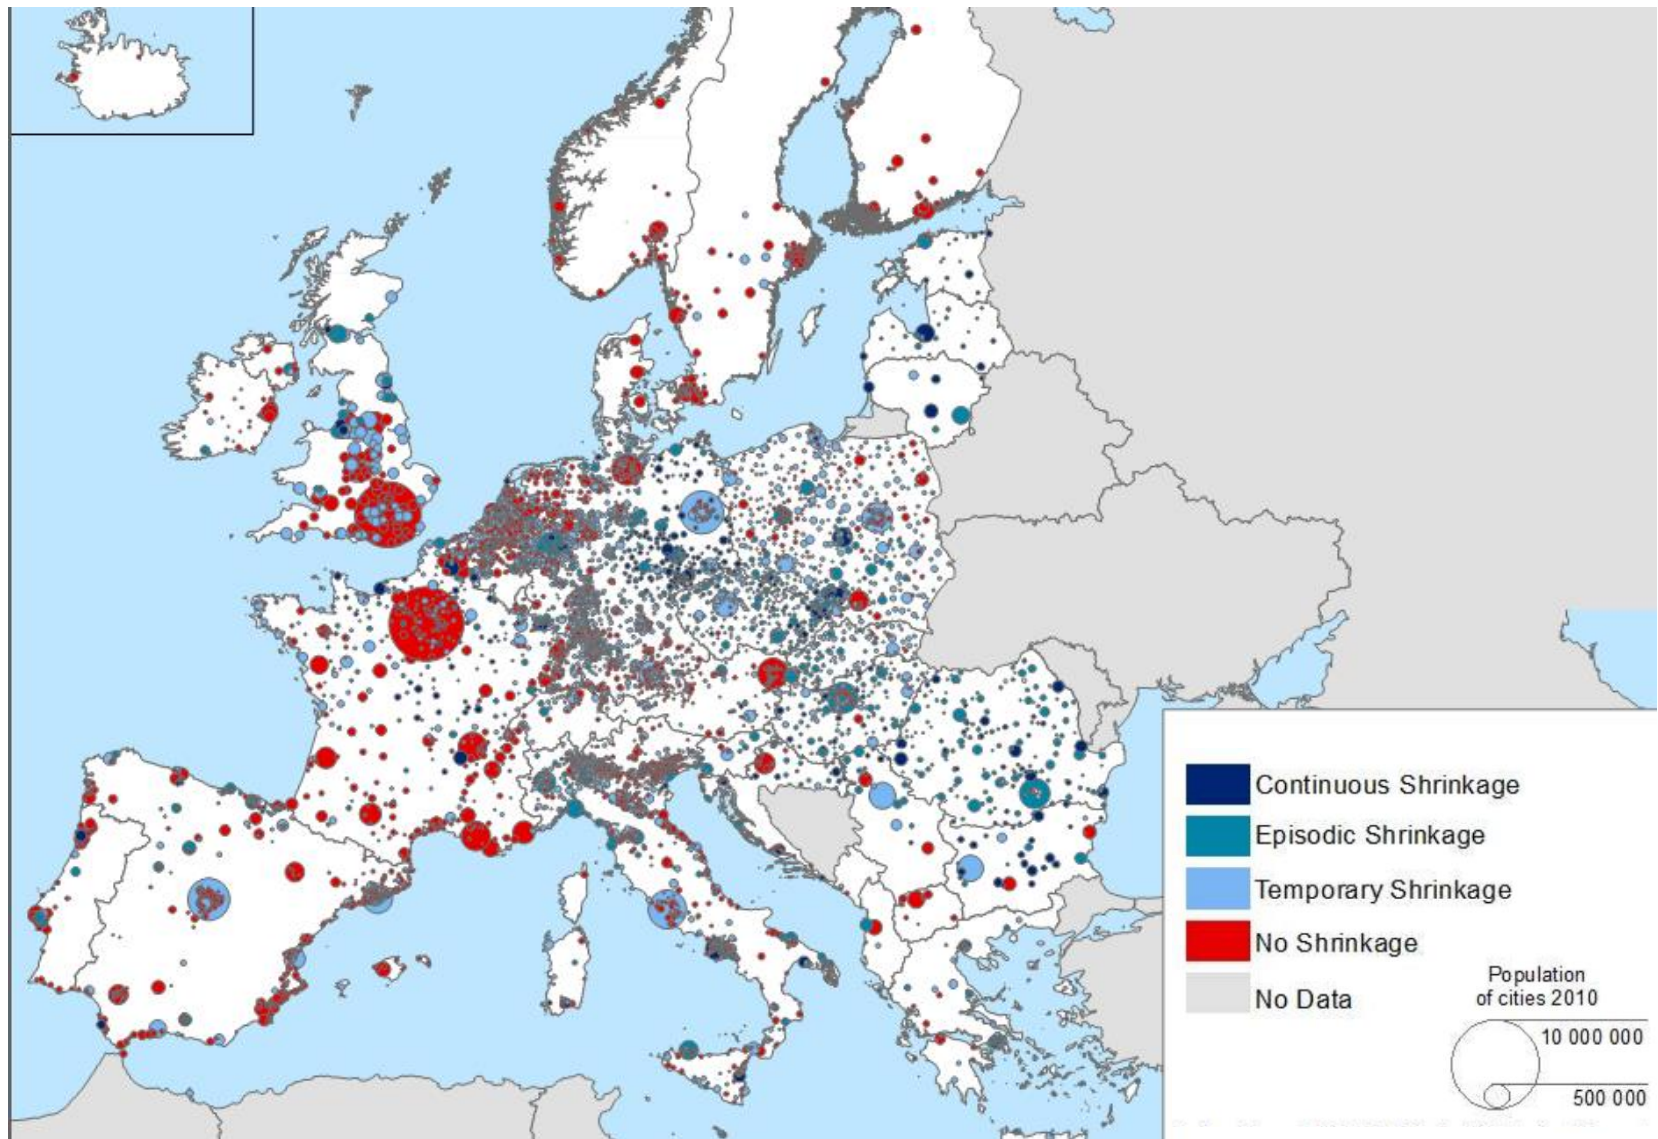 Continuous Shrinkage
Episodic Shrinkage
Temporary Shrinkage
No Shrinkage
No Data
Population
of cities 2010
10 000 000
500 000